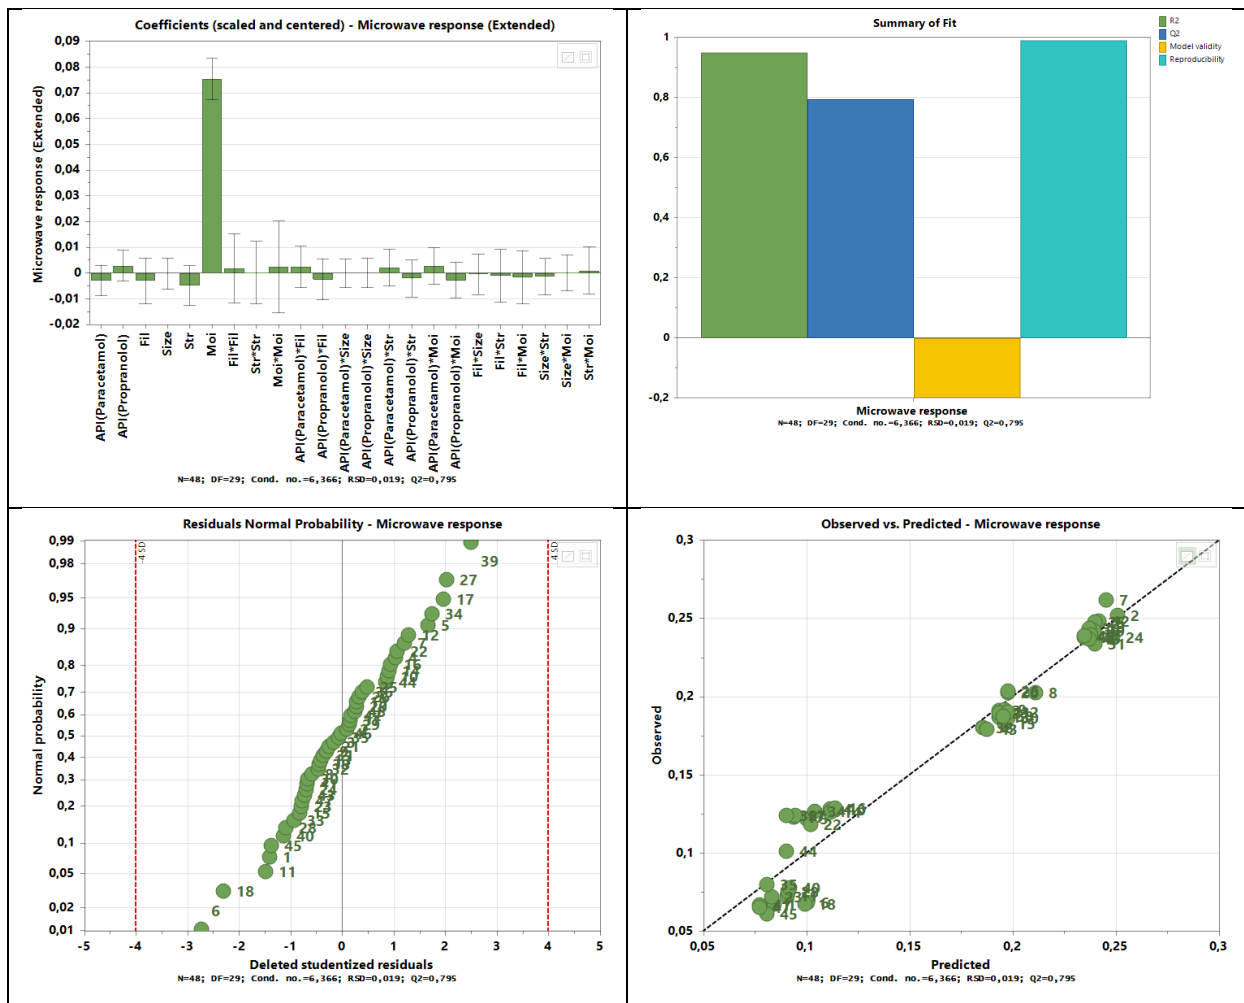 Coefficients (scaled and centered) - Microwave response (Extended)
Microwave response (Extended)
0,09
0,08
0,07
0,06
0,05
0,04
0,03
0,02
0,01
0
-0,01
-0,02
API(Paracetamol)
API(Propranolol)
Fil
Size
Str
Moi
Fil*Fil
Str*Str
Moi*Moi
API(Paracetamol)*Fil
API(Propranolol)*Fil
API(Paracetamol)*Size
API(Propranolol)*Size
API(Paracetamol)*Str
API(Propranolol)*Str
API(Paracetamol)*Moi
API(Propranolol)*Moi
Fil*Size
Fil*Str
Fil*Moi
Size*Str
Size*Moi
Str*Moi
N=48; DF=29; Cond. no.=6,366; RSD=0,019; Q2=0,795
Summary of Fit
R2
Q2
Model validity
Reproducibility
1
0,8
0,6
0,4
0,2
0
-0,2
Microwave response
N=48; DF=29; Cond. no.=6,366; RSD=0,019; Q2=0,795
Residuals Normal Probability - Microwave response
Normal probability
0,99
0,98
0,95
0,9
0,8
0,7
0,6
0,5
0,4
0,3
0,2
0,1
0,05
0,02
0,01
-4 SD
4 SD
39
27
17
34
5
12
7
22
44
33
28
40
45
1
11
18
6
-5 -4 -3 -2 -1 0 1 2 3 4 5
Deleted studentized residuals
N=48; DF=29; Cond. no.=6,366; RSD=0,019; Q2=0,795
Observed vs. Predicted - Microwave response
Observed
0,3
0,25
0,2
0,15
0,1
0,05
7
2
24
31
8
22
44
35
40
18
45
0,05 0,1 0,15 0,2 0,25 0,3
Predicted
N=48; DF=29; Cond. no.=6,366; RSD=0,019; Q2=0,795